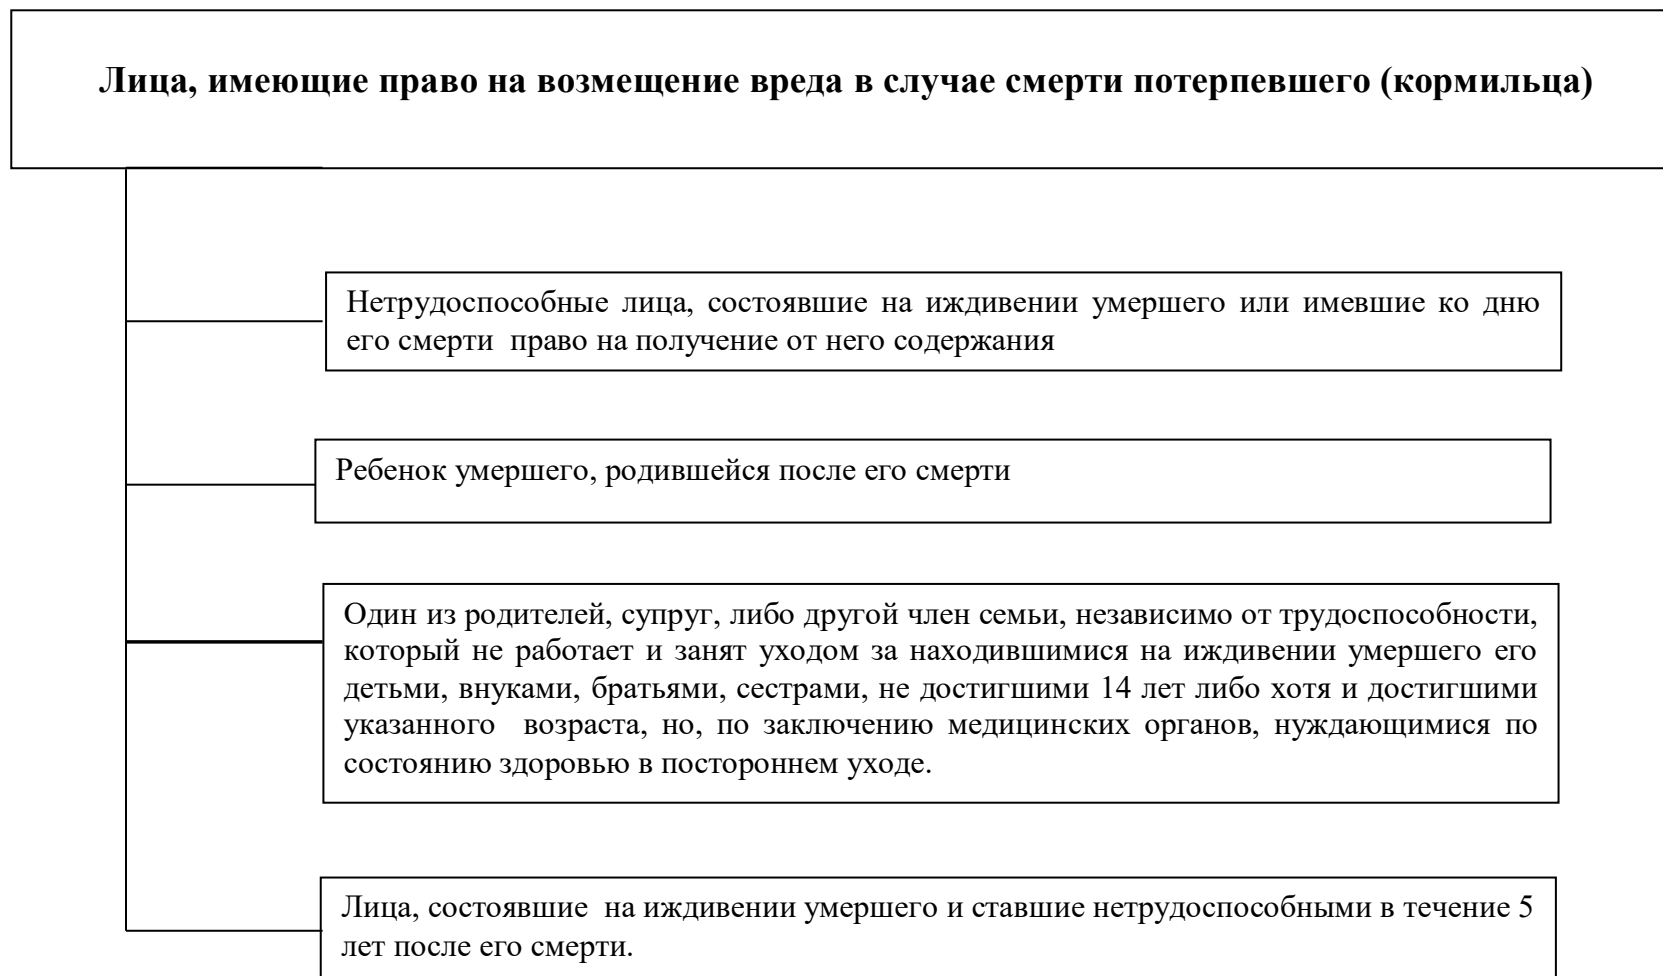 Лица, имеющие право на возмещение вреда в случае смерти потерпевшего (кормильца)
Нетрудоспособные лица, состоявшие на иждивении умершего или имевшие ко дню
его смерти право на получение от него содержания
Ребенок умершего, родившейся после его смерти
Один из родителей, супруг, либо другой член семьи, независимо от трудоспособности,
который не работает и занят уходом за находившимися на иждивении умершего его
детьми, внуками, братьями, сестрами, не достигшими 14 лет либо хотя и достигшими
указанного возраста, но, по заключению медицинских органов, нуждающимися по
состоянию здоровью в постороннем уходе.
Лица, состоявшие на иждивении умершего и ставшие нетрудоспособными в течение 5
лет после его смерти.